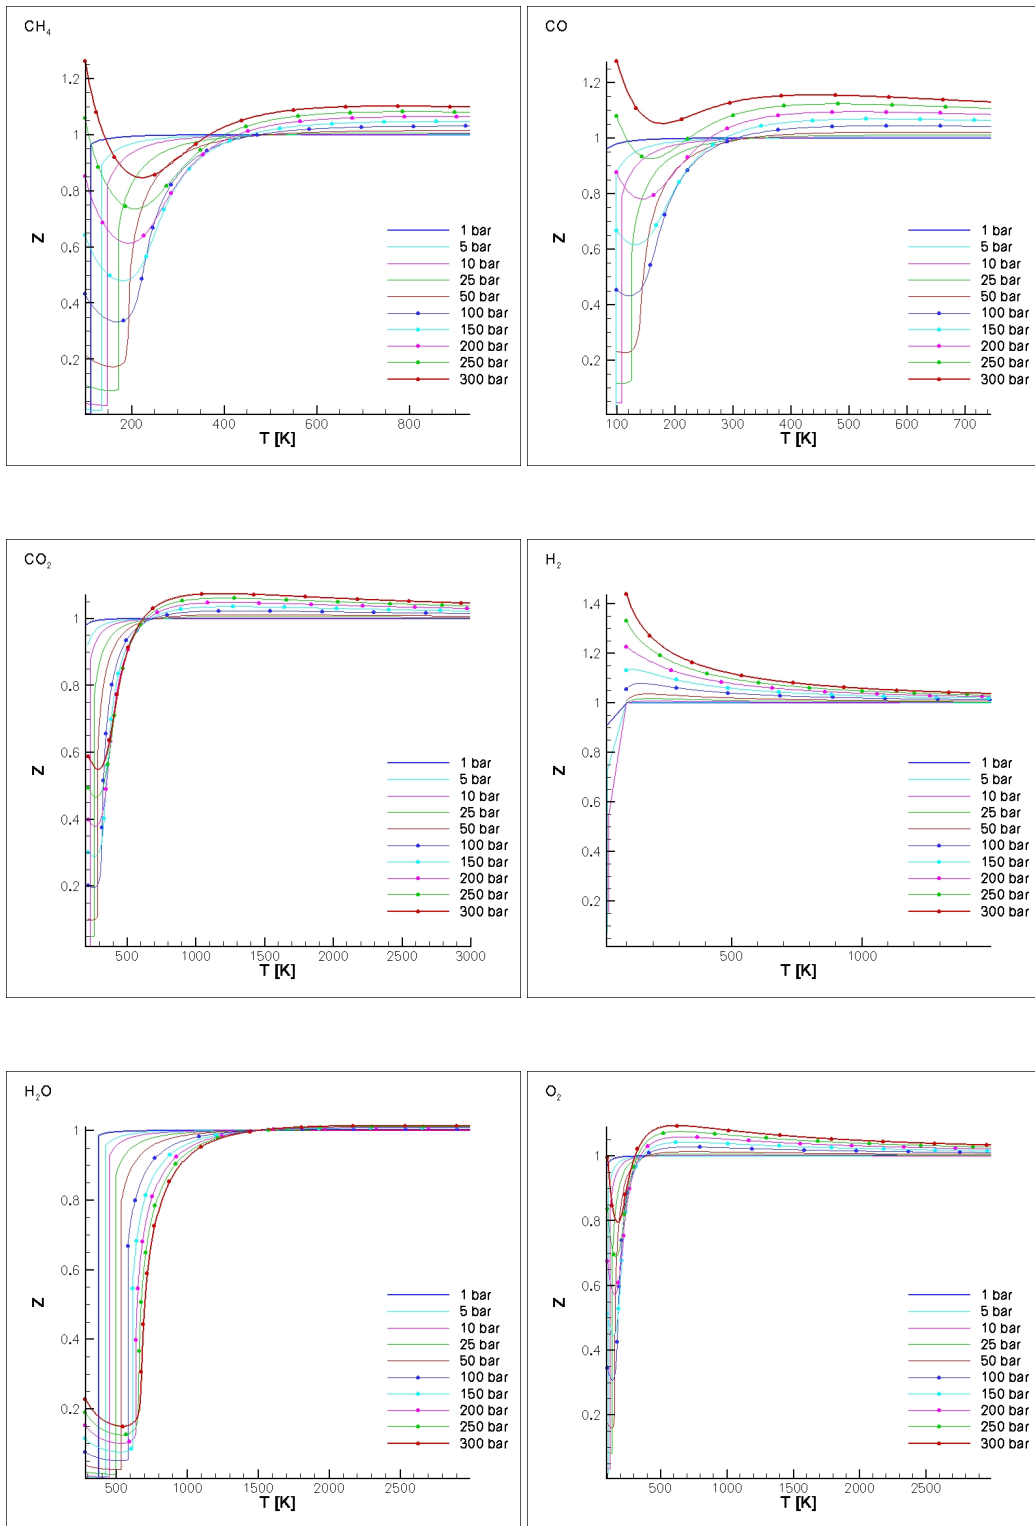 CH₄
Z
1.2
1
0.8
0.6
0.4
0.2
200 400 600 800
T [K]
1 bar
5 bar
10 bar
25 bar
50 bar
100 bar
150 bar
200 bar
250 bar
300 bar
CO
Z
1.2
1
0.8
0.6
0.4
0.2
100 200 300 400 500 600 700
T [K]
1 bar
5 bar
10 bar
25 bar
50 bar
100 bar
150 bar
200 bar
250 bar
300 bar
CO₂
Z
1
0.8
0.6
0.4
0.2
500 1000 1500 2000 2500 3000
T [K]
1 bar
5 bar
10 bar
25 bar
50 bar
100 bar
150 bar
200 bar
250 bar
300 bar
H₂
Z
1.4
1.2
1
0.8
0.6
0.4
0.2
500 1000
T [K]
1 bar
5 bar
10 bar
25 bar
50 bar
100 bar
150 bar
200 bar
250 bar
300 bar
H₂O
Z
1
0.8
0.6
0.4
0.2
500 1000 1500 2000 2500
T [K]
1 bar
5 bar
10 bar
25 bar
50 bar
100 bar
150 bar
200 bar
250 bar
300 bar
O₂
Z
1
0.8
0.6
0.4
0.2
500 1000 1500 2000 2500
T [K]
1 bar
5 bar
10 bar
25 bar
50 bar
100 bar
150 bar
200 bar
250 bar
300 bar